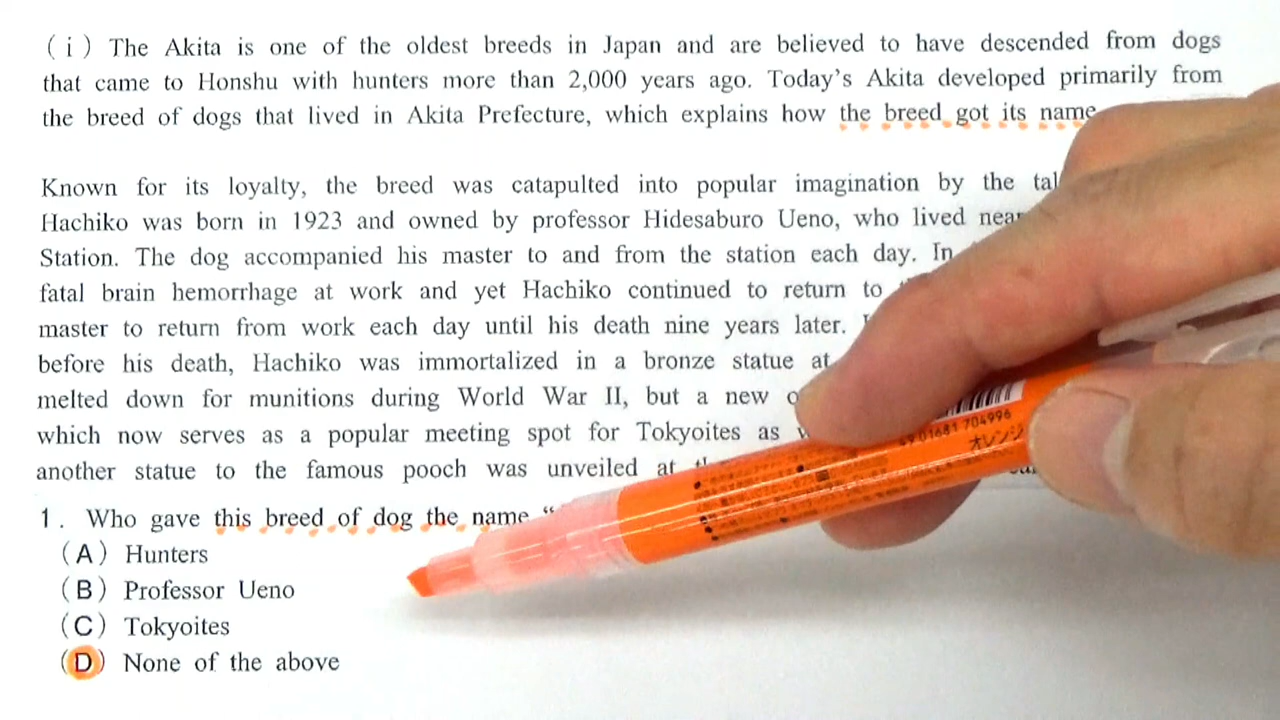 ( i ) The Akita is one of the oldest breeds in Japan and are believed to have descended from dogs
that came to Honshu with hunters more than 2,000 years ago. Today's Akita developed primarily from
the breed of dogs that lived in Akita Prefecture, which explains how the breed got its name
Known for its loyalty, the breed was catapulted into popular imagination by the
Hachiko was born in 1923 and owned by professor Hidesaburo Ueno, who lived near
Station. The dog accompanied his master to and from the station each day. In
fatal brain hemorrhage at work and yet Hachiko continued to return to
master to return from work each day until his death nine years later.
before his death, Hachiko was immortalized in a bronze statue at
melted down for munitions during World War II, but a new
which now serves as a popular meeting spot for Tokyoites as
another statue to the famous pooch was unveiled at
1. Who gave this breed of dog the name “
(A) Hunters
(B) Professor Ueno
(C) Tokyoites
(D) None of the above
49 01681 704996
オレンジ